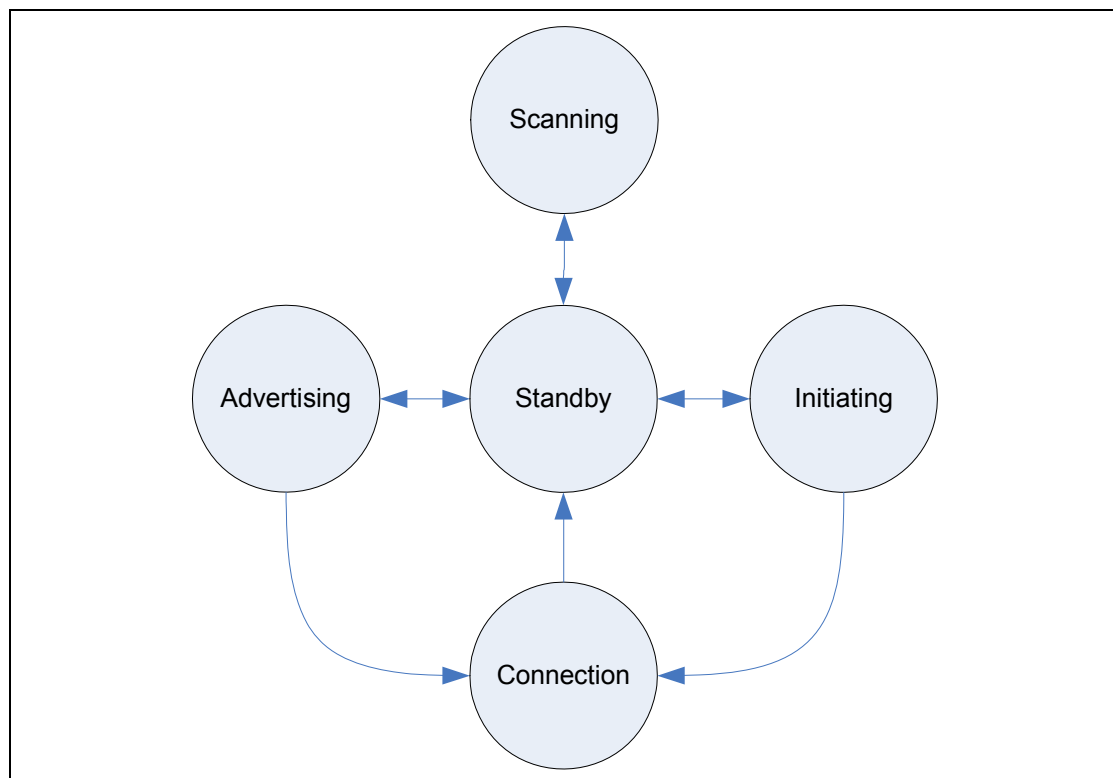 Scanning
Advertising
Standby
Initiating
Connection